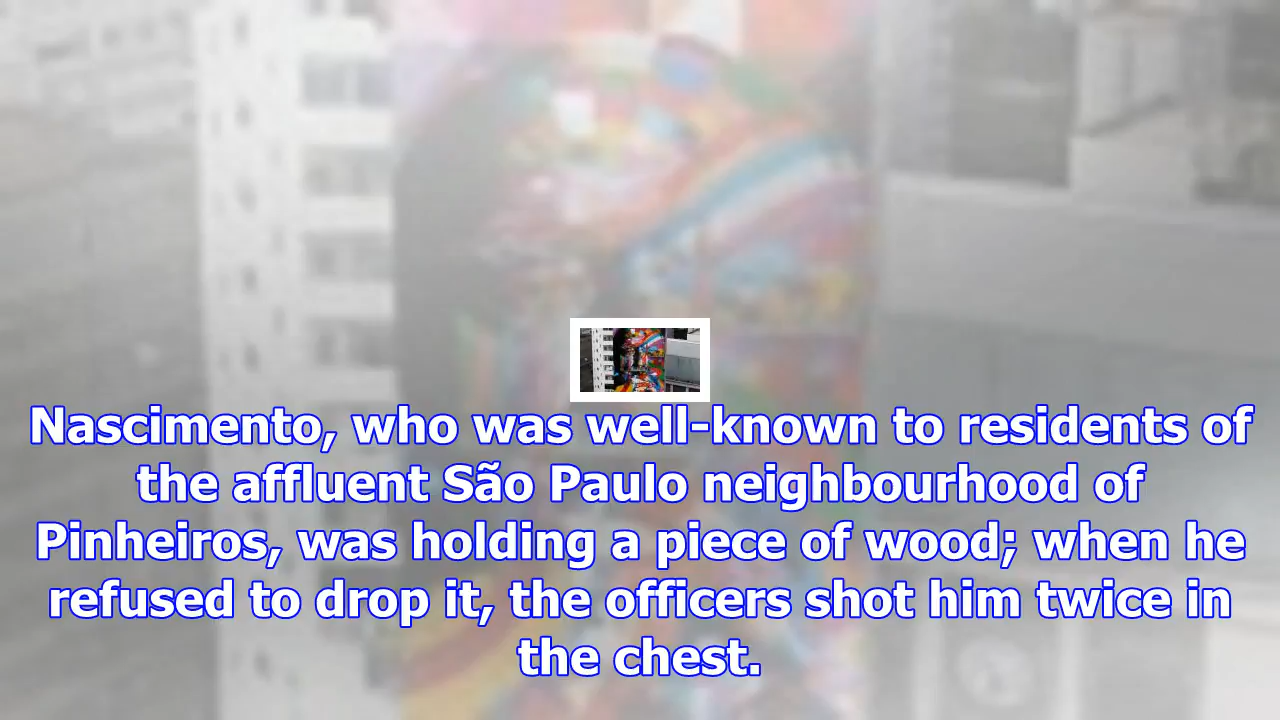 Nascimento, who was well-known to residents of
the affluent São Paulo neighbourhood of
Pinheiros, was holding a piece of wood; when he
refused to drop it, the officers shot him twice in
the chest.